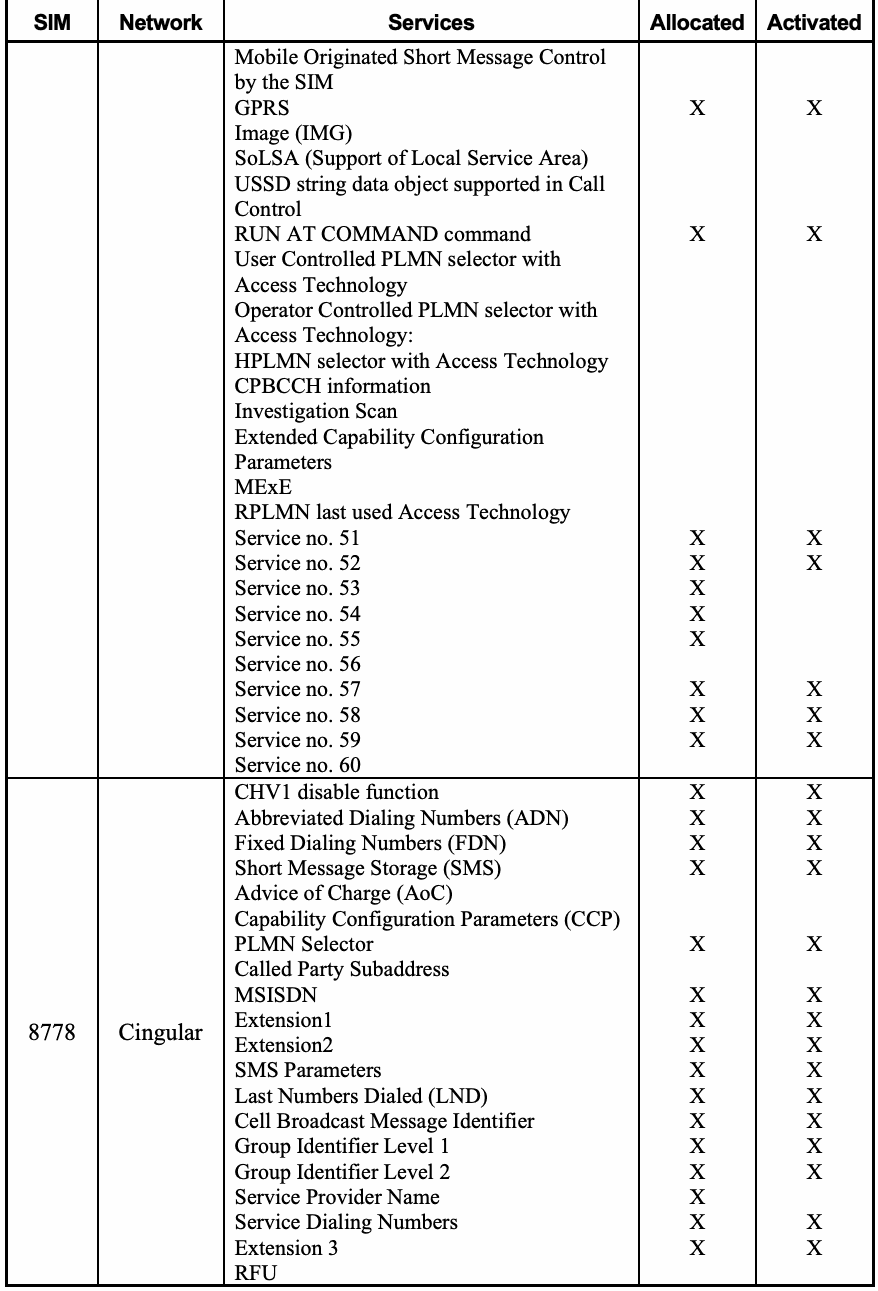 SIM Network Services Allocated Activated
Mobile Originated Short Message Control
by the SIM
GPRS X X
Image (IMG)
SoLSA (Support of Local Service Area)
USSD string data object supported in Call
Control
RUN AT COMMAND command X X
User Controlled PLMN selector with
Access Technology
Operator Controlled PLMN selector with
Access Technology:
HPLMN selector with Access Technology
CPBCCH information
Investigation Scan
Extended Capability Configuration
Parameters
MExE
RPLMN last used Access Technology
Service no. 51 X X
Service no. 52 X X
Service no. 53 X
Service no. 54 X
Service no. 55 X
Service no. 56
Service no. 57 X X
Service no. 58 X X
Service no. 59 X X
Service no. 60
CHV1 disable function X X
Abbreviated Dialing Numbers (ADN) X X
Fixed Dialing Numbers (FDN) X X
Short Message Storage (SMS) X X
Advice of Charge (AoC)
Capability Configuration Parameters (CCP)
PLMN Selector X X
Called Party Subaddress
MSISDN X X
Extension1 X X
8778 Cingular
Extension2 X X
SMS Parameters X X
Last Numbers Dialed (LND) X X
Cell Broadcast Message Identifier X X
Group Identifier Level 1 X X
Group Identifier Level 2 X X
Service Provider Name X
Service Dialing Numbers X X
Extension 3 X X
RFU